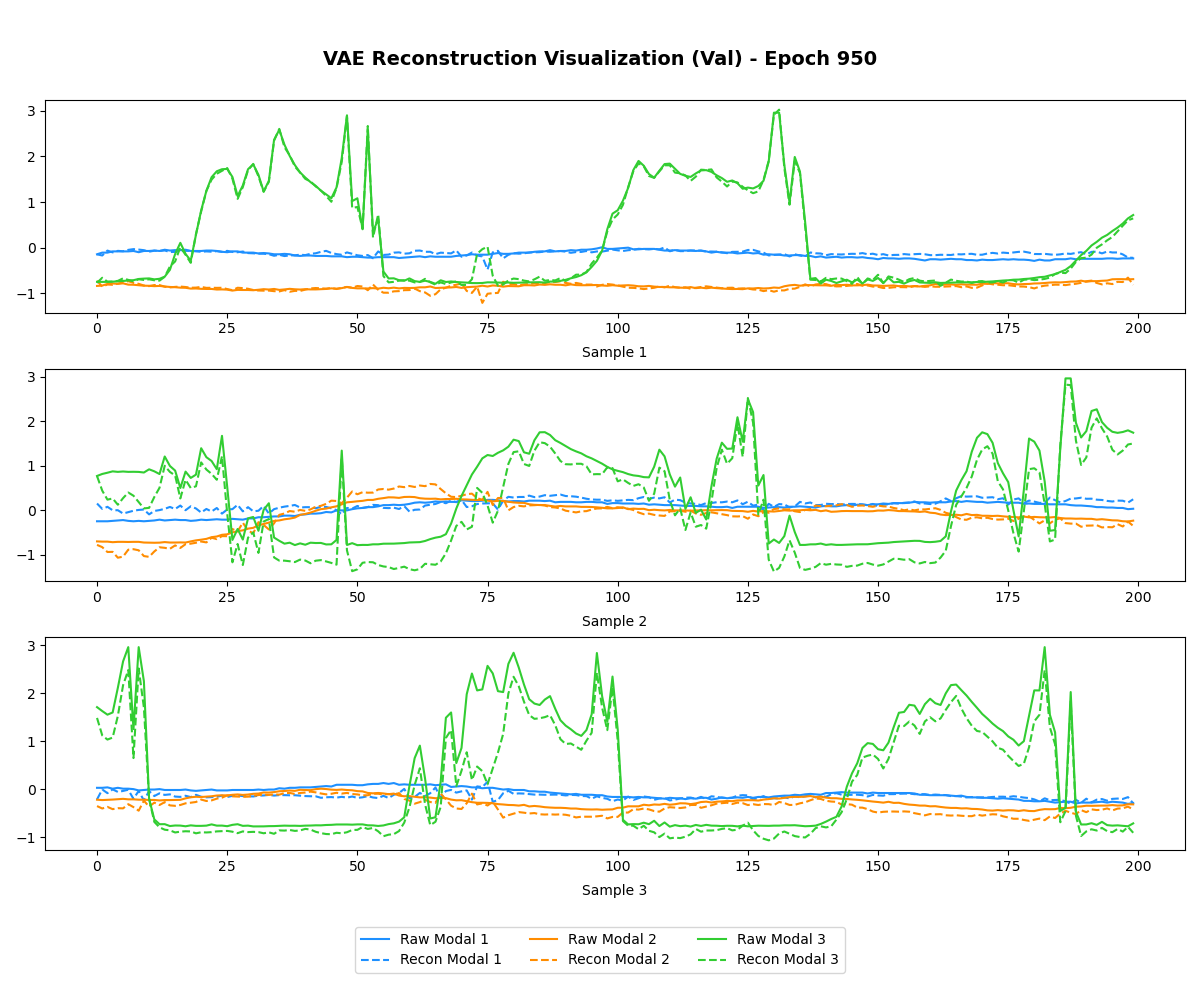 VAE Reconstruction Visualization (Val) - Epoch 950
3
2
1
0
−1
0 25 50 75 100 125 150 175 200
Sample 1
3
2
1
0
−1
0 25 50 75 100 125 150 175 200
Sample 2
3
2
1
0
−1
0 25 50 75 100 125 150 175 200
Sample 3
Raw Modal 1 Raw Modal 2 Raw Modal 3
Recon Modal 1 Recon Modal 2 Recon Modal 3